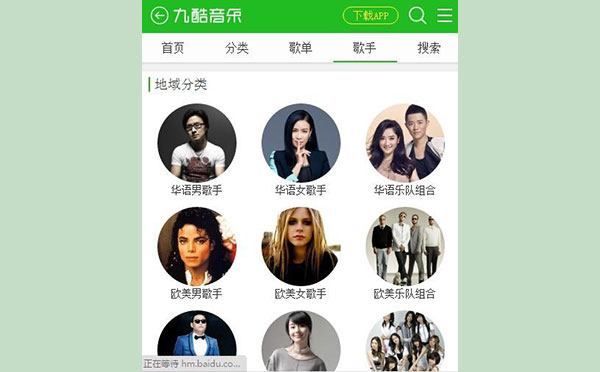 九酷音乐
下载APP
首页 分类 歌单 歌手 搜索
地域分类
华语男歌手 华语女歌手 华语乐队组合
欧美男歌手 欧美女歌手 欧美乐队组合
正在等待 hm.baidu.co...